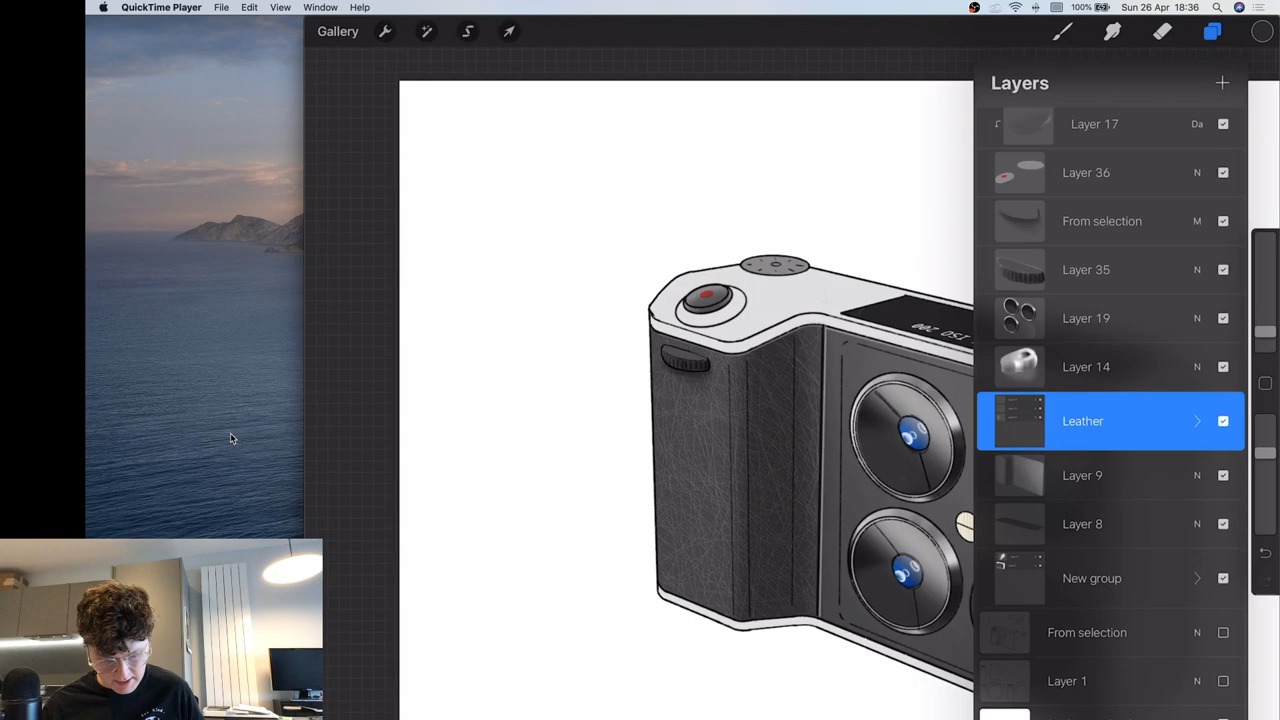 QuickTime Player File Edit View Window Help 100% Sun 26 Apr 18:36
Gallery
Layers
Layer 17 Da
Layer 36 N
From selection M
Layer 35 N
Layer 19 N
Layer 14 N
Leather
Layer 9 N
Layer 8 N
New group
From selection N
Layer 1 N
ISO 200